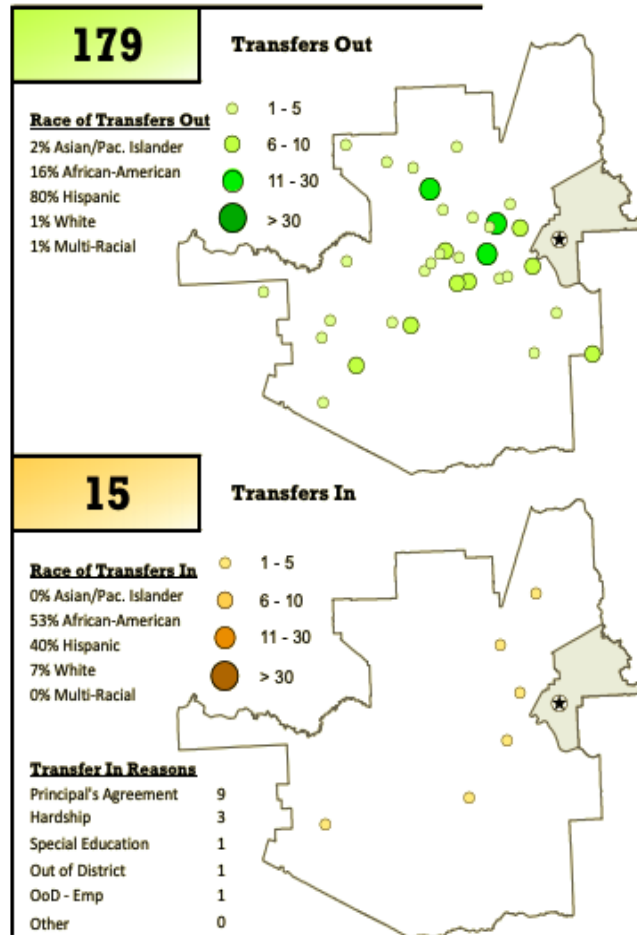 179
Transfers Out
Race of Transfers Out
2% Asian/Pac. Islander
16% African-American
80% Hispanic
1% White
1% Multi-Racial
1 - 5
6 - 10
11 - 30
> 30
15
Transfers In
Race of Transfers In
0% Asian/Pac. Islander
53% African-American
40% Hispanic
7% White
0% Multi-Racial
1 - 5
6 - 10
11 - 30
> 30
Transfer In Reasons
Principal's Agreement 9
Hardship 3
Special Education 1
Out of District 1
OoD - Emp 1
Other 0